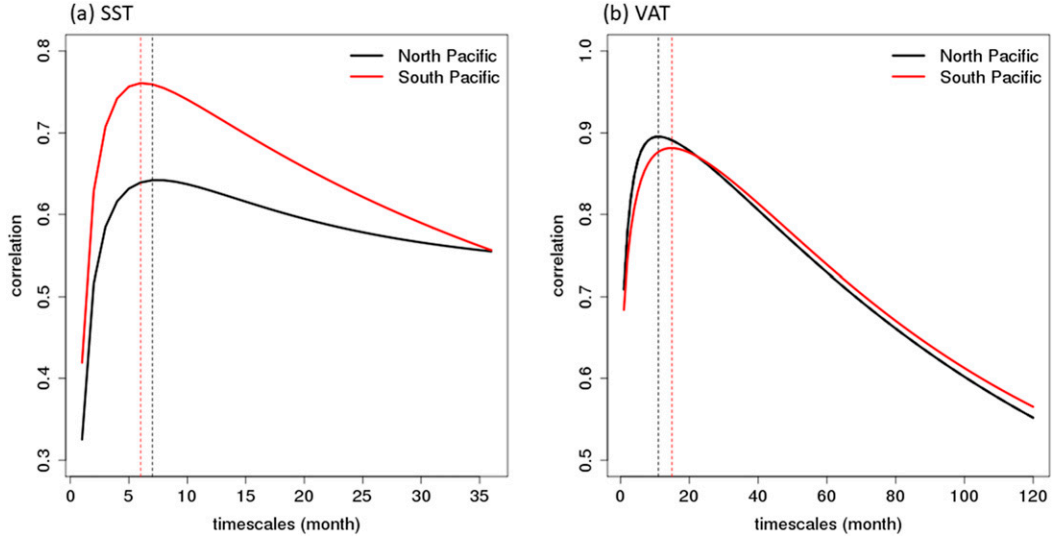 (a) SST
(b) VAT
0.8
0.7
0.6
0.5
0.4
0.3
correlation
North Pacific
South Pacific
0 5 10 15 20 25 30 35
timescales (month)
1.0
0.9
0.8
0.7
0.6
0.5
correlation
North Pacific
South Pacific
0 20 40 60 80 100 120
timescales (month)